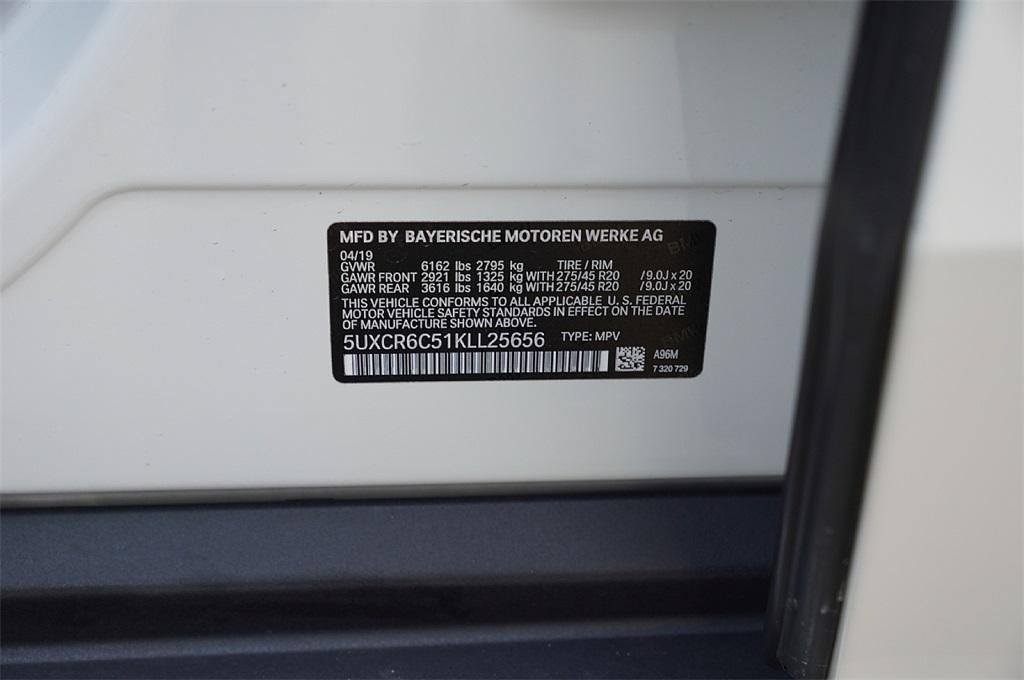 MFD BY BAYERISCHE MOTOREN WERKE AG
04/19
GVWR 6162 lbs 2795 kg TIRE / RIM
GAWR FRONT 2921 lbs 1325 kg WITH 275/45 R20 /9.0J x 20
GAWR REAR 3616 lbs 1640 kg WITH 275/45 R20 /9.0J x 20
THIS VEHICLE CONFORMS TO ALL APPLICABLE U. S. FEDERAL
MOTOR VEHICLE SAFETY STANDARDS IN EFFECT ON THE DATE
OF MANUFACTURE SHOWN ABOVE.
5UXCR6C51KLL25656 TYPE: MPV
A96M
7 320 729